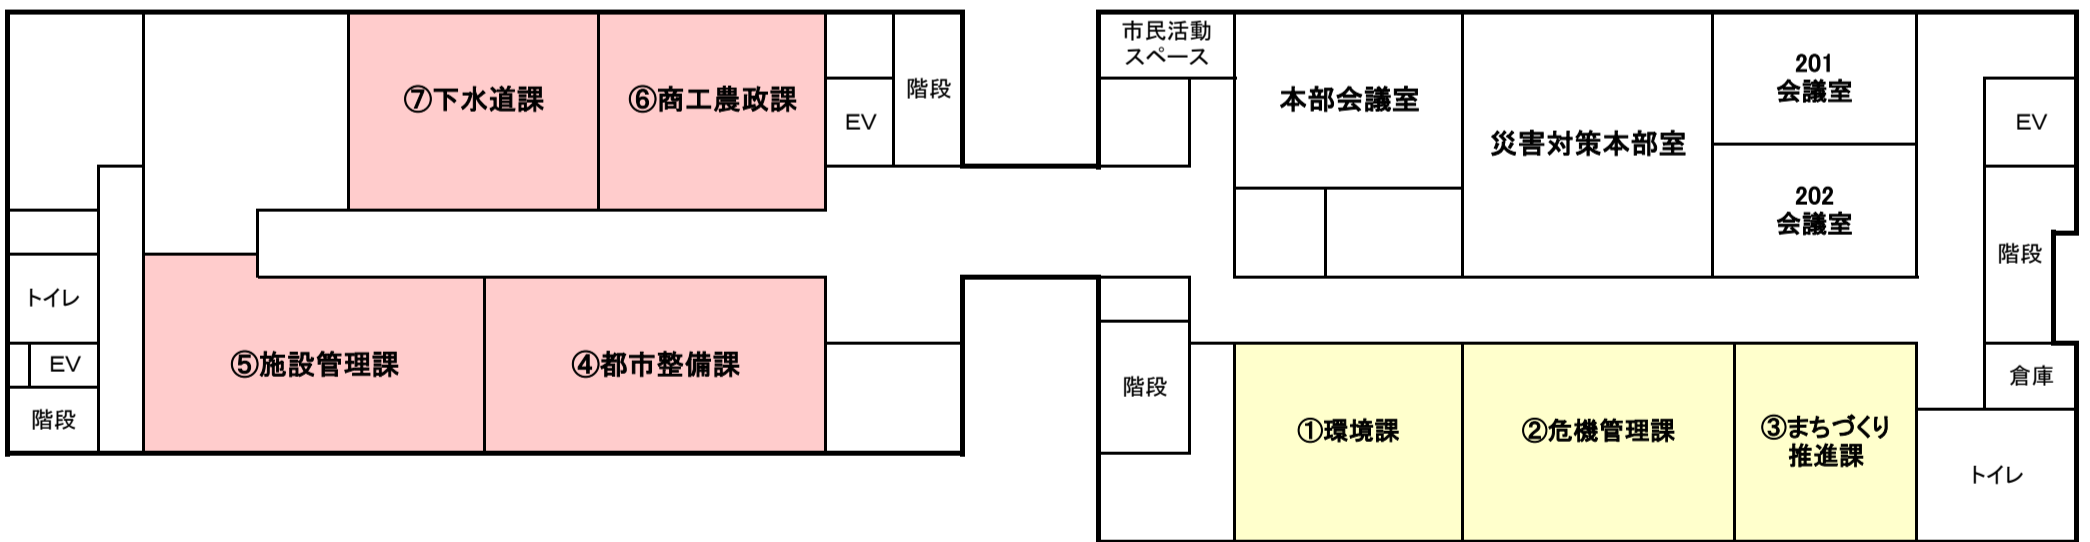 ⑦下水道課
⑥商工農政課
EV
階段
トイレ
EV
階段
⑤施設管理課
④都市整備課
市民活動
スペース
本部会議室
災害対策本部室
201
会議室
202
会議室
EV
階段
倉庫
階段
①環境課
②危機管理課
③まちづくり
推進課
トイレ